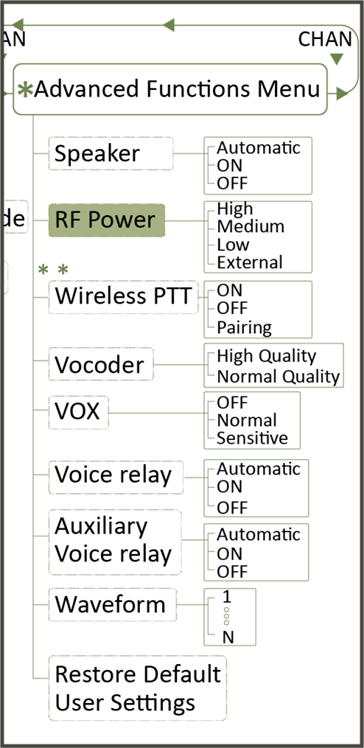 AN
CHAN
*Advanced Functions Menu
Speaker
Automatic
ON
OFF
de
RF Power
High
Medium
Low
External
* *
Wireless PTT
ON
OFF
Pairing
Vocoder
High Quality
Normal Quality
VOX
OFF
Normal
Sensitive
Voice relay
Automatic
ON
OFF
Auxiliary
Voice relay
Automatic
ON
OFF
Waveform
1
N
Restore Default
User Settings